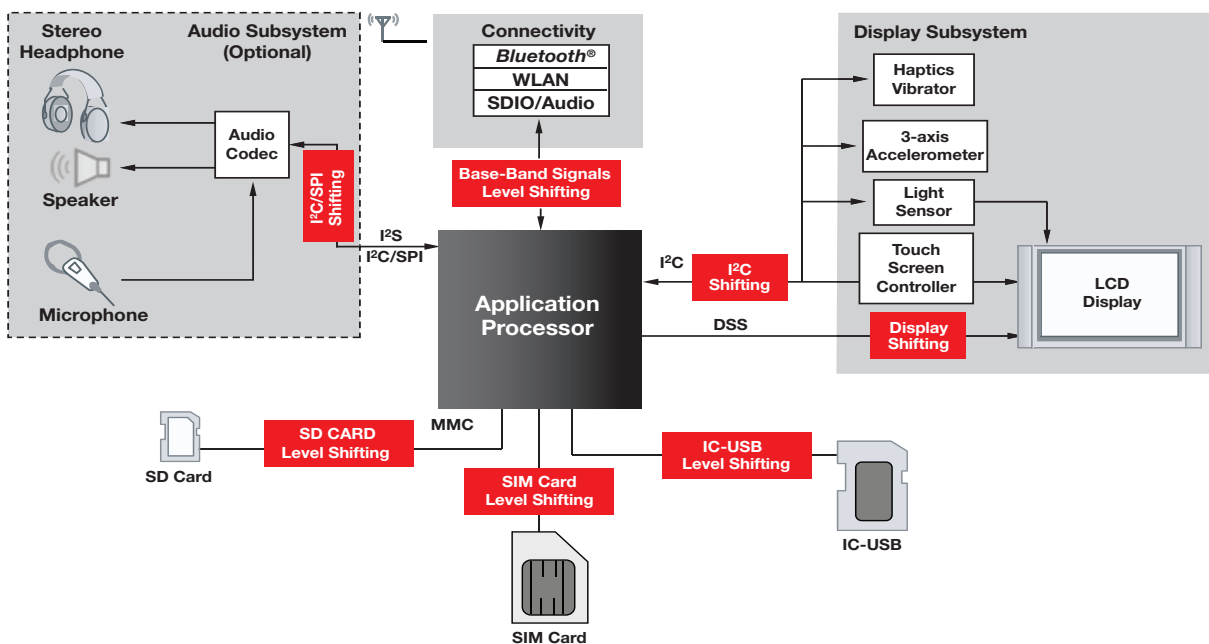 Stereo
Headphone
Audio Subsystem
(Optional)
Audio
Codec
Speaker
Microphone
I²C/SPI
Shifting
I²S
I²C/SPI
Connectivity
Bluetooth®
WLAN
SDIO/Audio
Base-Band Signals
Level Shifting
Application
Processor
Display Subsystem
Haptics
Vibrator
3-axis
Accelerometer
Light
Sensor
Touch
Screen
Controller
LCD
Display
I²C
I²C
Shifting
DSS
Display
Shifting
MMC
SD CARD
Level Shifting
SD Card
SIM Card
Level Shifting
SIM Card
IC-USB
Level Shifting
IC-USB